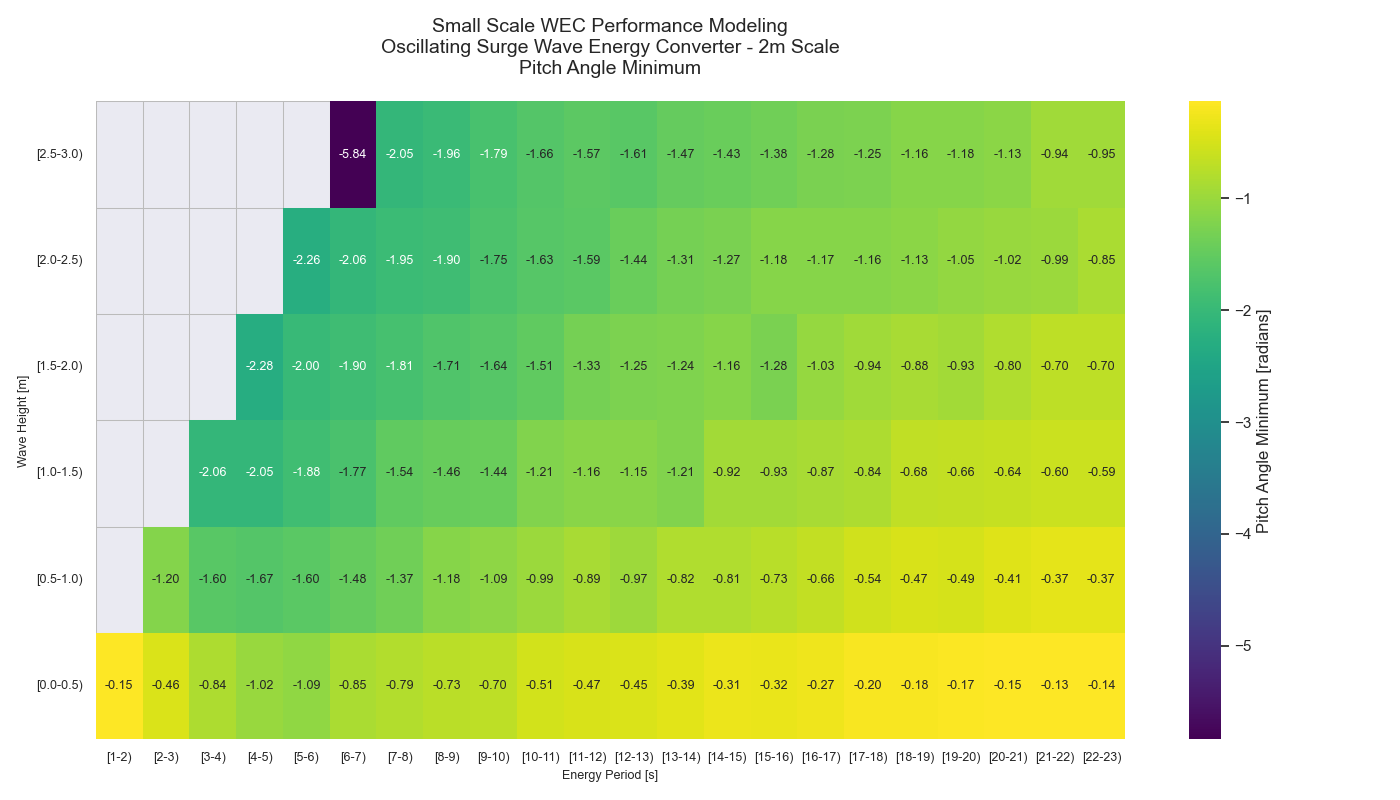 Small Scale WEC Performance Modeling
Oscillating Surge Wave Energy Converter - 2m Scale
Pitch Angle Minimum
[2.5-3.0) -5.84 -2.05 -1.96 -1.79 -1.66 -1.57 -1.61 -1.47 -1.43 -1.38 -1.28 -1.25 -1.16 -1.18 -1.13 -0.94 -0.95
[2.0-2.5) -2.26 -2.06 -1.95 -1.90 -1.75 -1.63 -1.59 -1.44 -1.31 -1.27 -1.18 -1.17 -1.16 -1.13 -1.05 -1.02 -0.99 -0.85
[1.5-2.0) -2.28 -2.00 -1.90 -1.81 -1.71 -1.64 -1.51 -1.33 -1.25 -1.24 -1.16 -1.28 -1.03 -0.94 -0.88 -0.93 -0.80 -0.70 -0.70
[1.0-1.5) -2.06 -2.05 -1.88 -1.77 -1.54 -1.46 -1.44 -1.21 -1.16 -1.15 -1.21 -0.92 -0.93 -0.87 -0.84 -0.68 -0.66 -0.64 -0.60 -0.59
[0.5-1.0) -1.20 -1.60 -1.67 -1.60 -1.48 -1.37 -1.18 -1.09 -0.99 -0.89 -0.97 -0.82 -0.81 -0.73 -0.66 -0.54 -0.47 -0.49 -0.41 -0.37 -0.37
[0.0-0.5) -0.15 -0.46 -0.84 -1.02 -1.09 -0.85 -0.79 -0.73 -0.70 -0.51 -0.47 -0.45 -0.39 -0.31 -0.32 -0.27 -0.20 -0.18 -0.17 -0.15 -0.13 -0.14
[1-2) [2-3) [3-4) [4-5) [5-6) [6-7) [7-8) [8-9) [9-10) [10-11) [11-12) [12-13) [13-14) [14-15) [15-16) [16-17) [17-18) [18-19) [19-20) [20-21) [21-22) [22-23)
Energy Period [s]
Wave Height [m]
−1
−2
−3
−4
−5
Pitch Angle Minimum [radians]